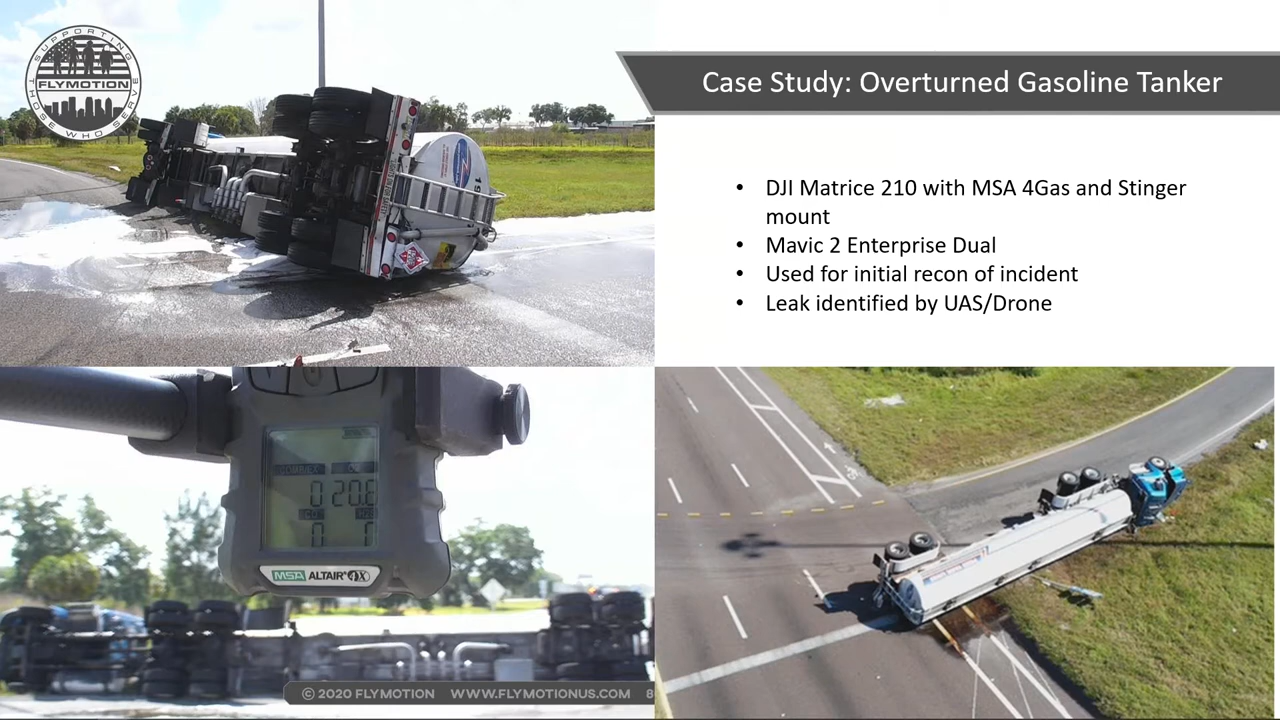 SUPPORTING
FLYMOTION
THOSE WHO SERVE
Case Study: Overturned Gasoline Tanker
• DJI Matrice 210 with MSA 4Gas and Stinger
mount
• Mavic 2 Enterprise Dual
• Used for initial recon of incident
• Leak identified by UAS/Drone
0 20.8
0
MSA ALTAIR 4X
© 2020 FLYMOTION WWW.FLYMOTIONUS.COM